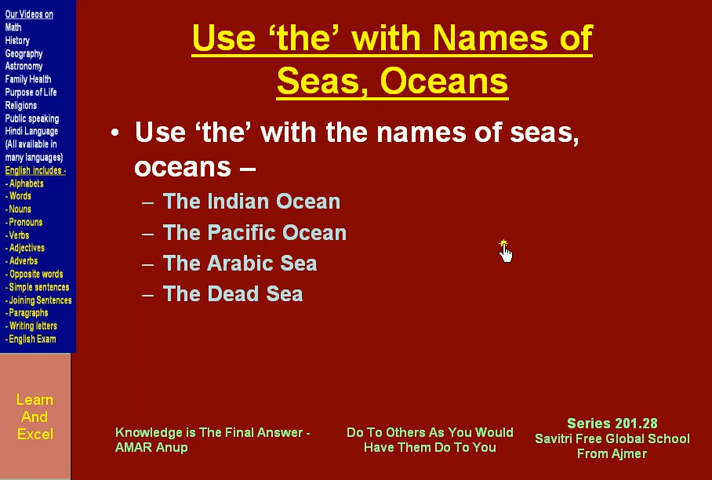 Our Videos on
Math
History
Geography
Astronomy
Family Health
Purpose of Life
Religions
Public speaking
Hindi Language
(All available in
many languages)
English includes -
- Alphabets
- Words
- Nouns
- Pronouns
- Verbs
- Adjectives
- Adverbs
- Opposite words
- Simple sentences
- Joining Sentences
- Paragraphs
- Writing letters
- English Exam
Learn
And
Excel
Use ‘the’ with Names of
Seas, Oceans
• Use ‘the’ with the names of seas,
oceans –
– The Indian Ocean
– The Pacific Ocean
– The Arabic Sea
– The Dead Sea
Knowledge is The Final Answer -
AMAR Anup
Do To Others As You Would
Have Them Do To You
Series 201.28
Savitri Free Global School
From Ajmer